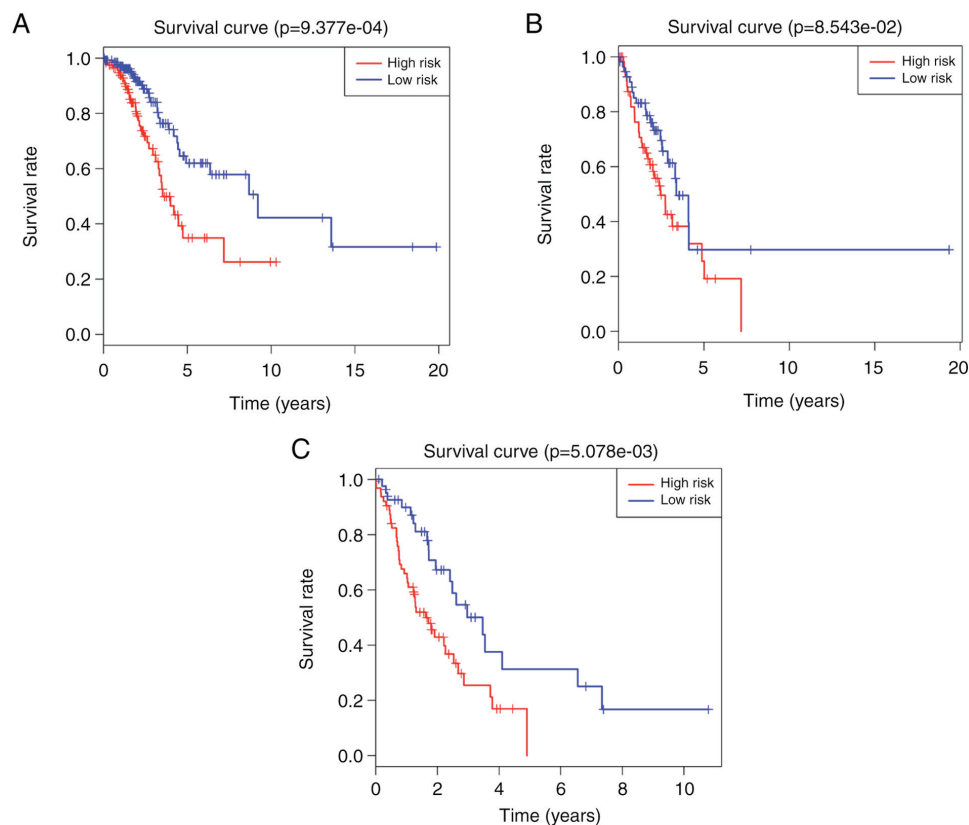 A
Survival curve (p=9.377e-04)
High risk
Low risk
1.0
0.8
0.6
0.4
0.2
0.0
Survival rate
0
5
10
15
20
Time (years)
B
Survival curve (p=8.543e-02)
High risk
Low risk
1.0
0.8
0.6
0.4
0.2
0.0
Survival rate
0
5
10
15
20
Time (years)
C
Survival curve (p=5.078e-03)
High risk
Low risk
1.0
0.8
0.6
0.4
0.2
0.0
Survival rate
0
2
4
6
8
10
Time (years)